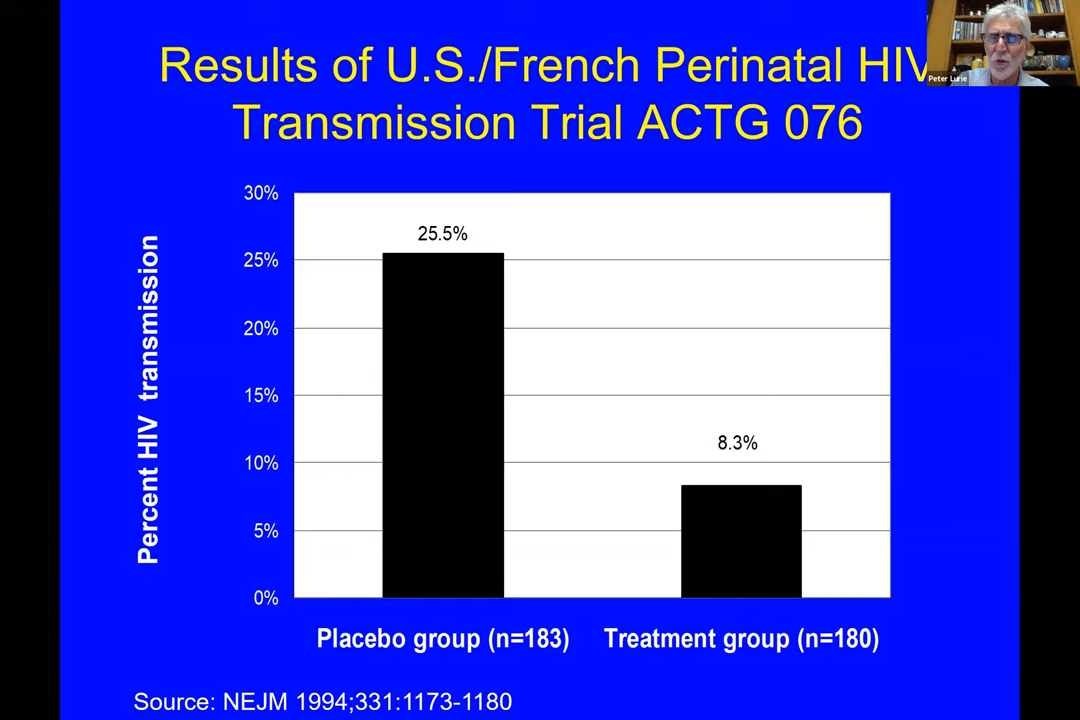 Results of U.S./French Perinatal HIV
Transmission Trial ACTG 076
Peter Lurie
30%
25%
20%
15%
10%
5%
0%
Percent HIV transmission
25.5%
8.3%
Placebo group (n=183)
Treatment group (n=180)
Source: NEJM 1994;331:1173-1180